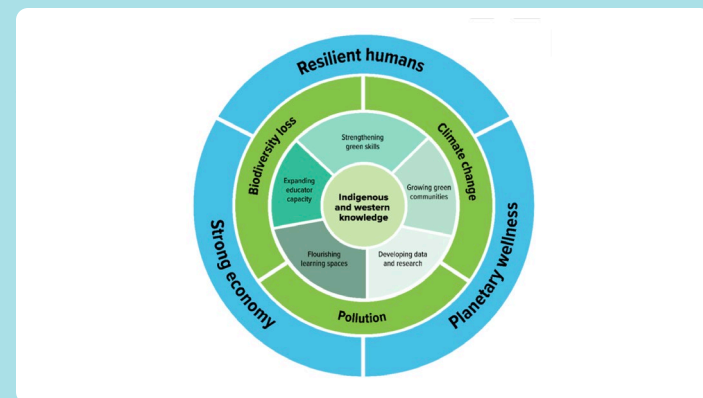 Resilient humans
Biodiversity loss
Climate change
Strengthening
green skills
Expanding
educator
capacity
Indigenous
and western
knowledge
Growing green
communities
Flourishing
learning spaces
Developing data
and research
Strong economy
Pollution
Planetary wellness